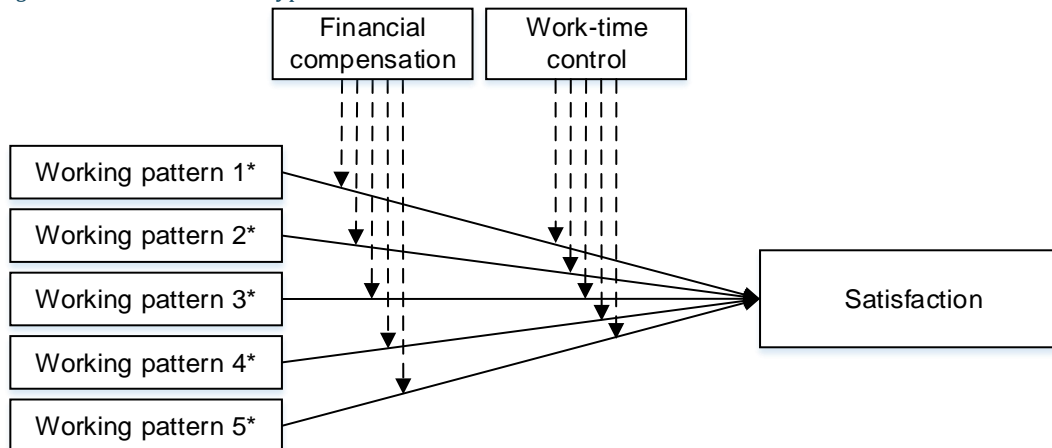 Financial
compensation
Work-time
control
Working pattern 1*
Working pattern 2*
Working pattern 3*
Working pattern 4*
Working pattern 5*
Satisfaction